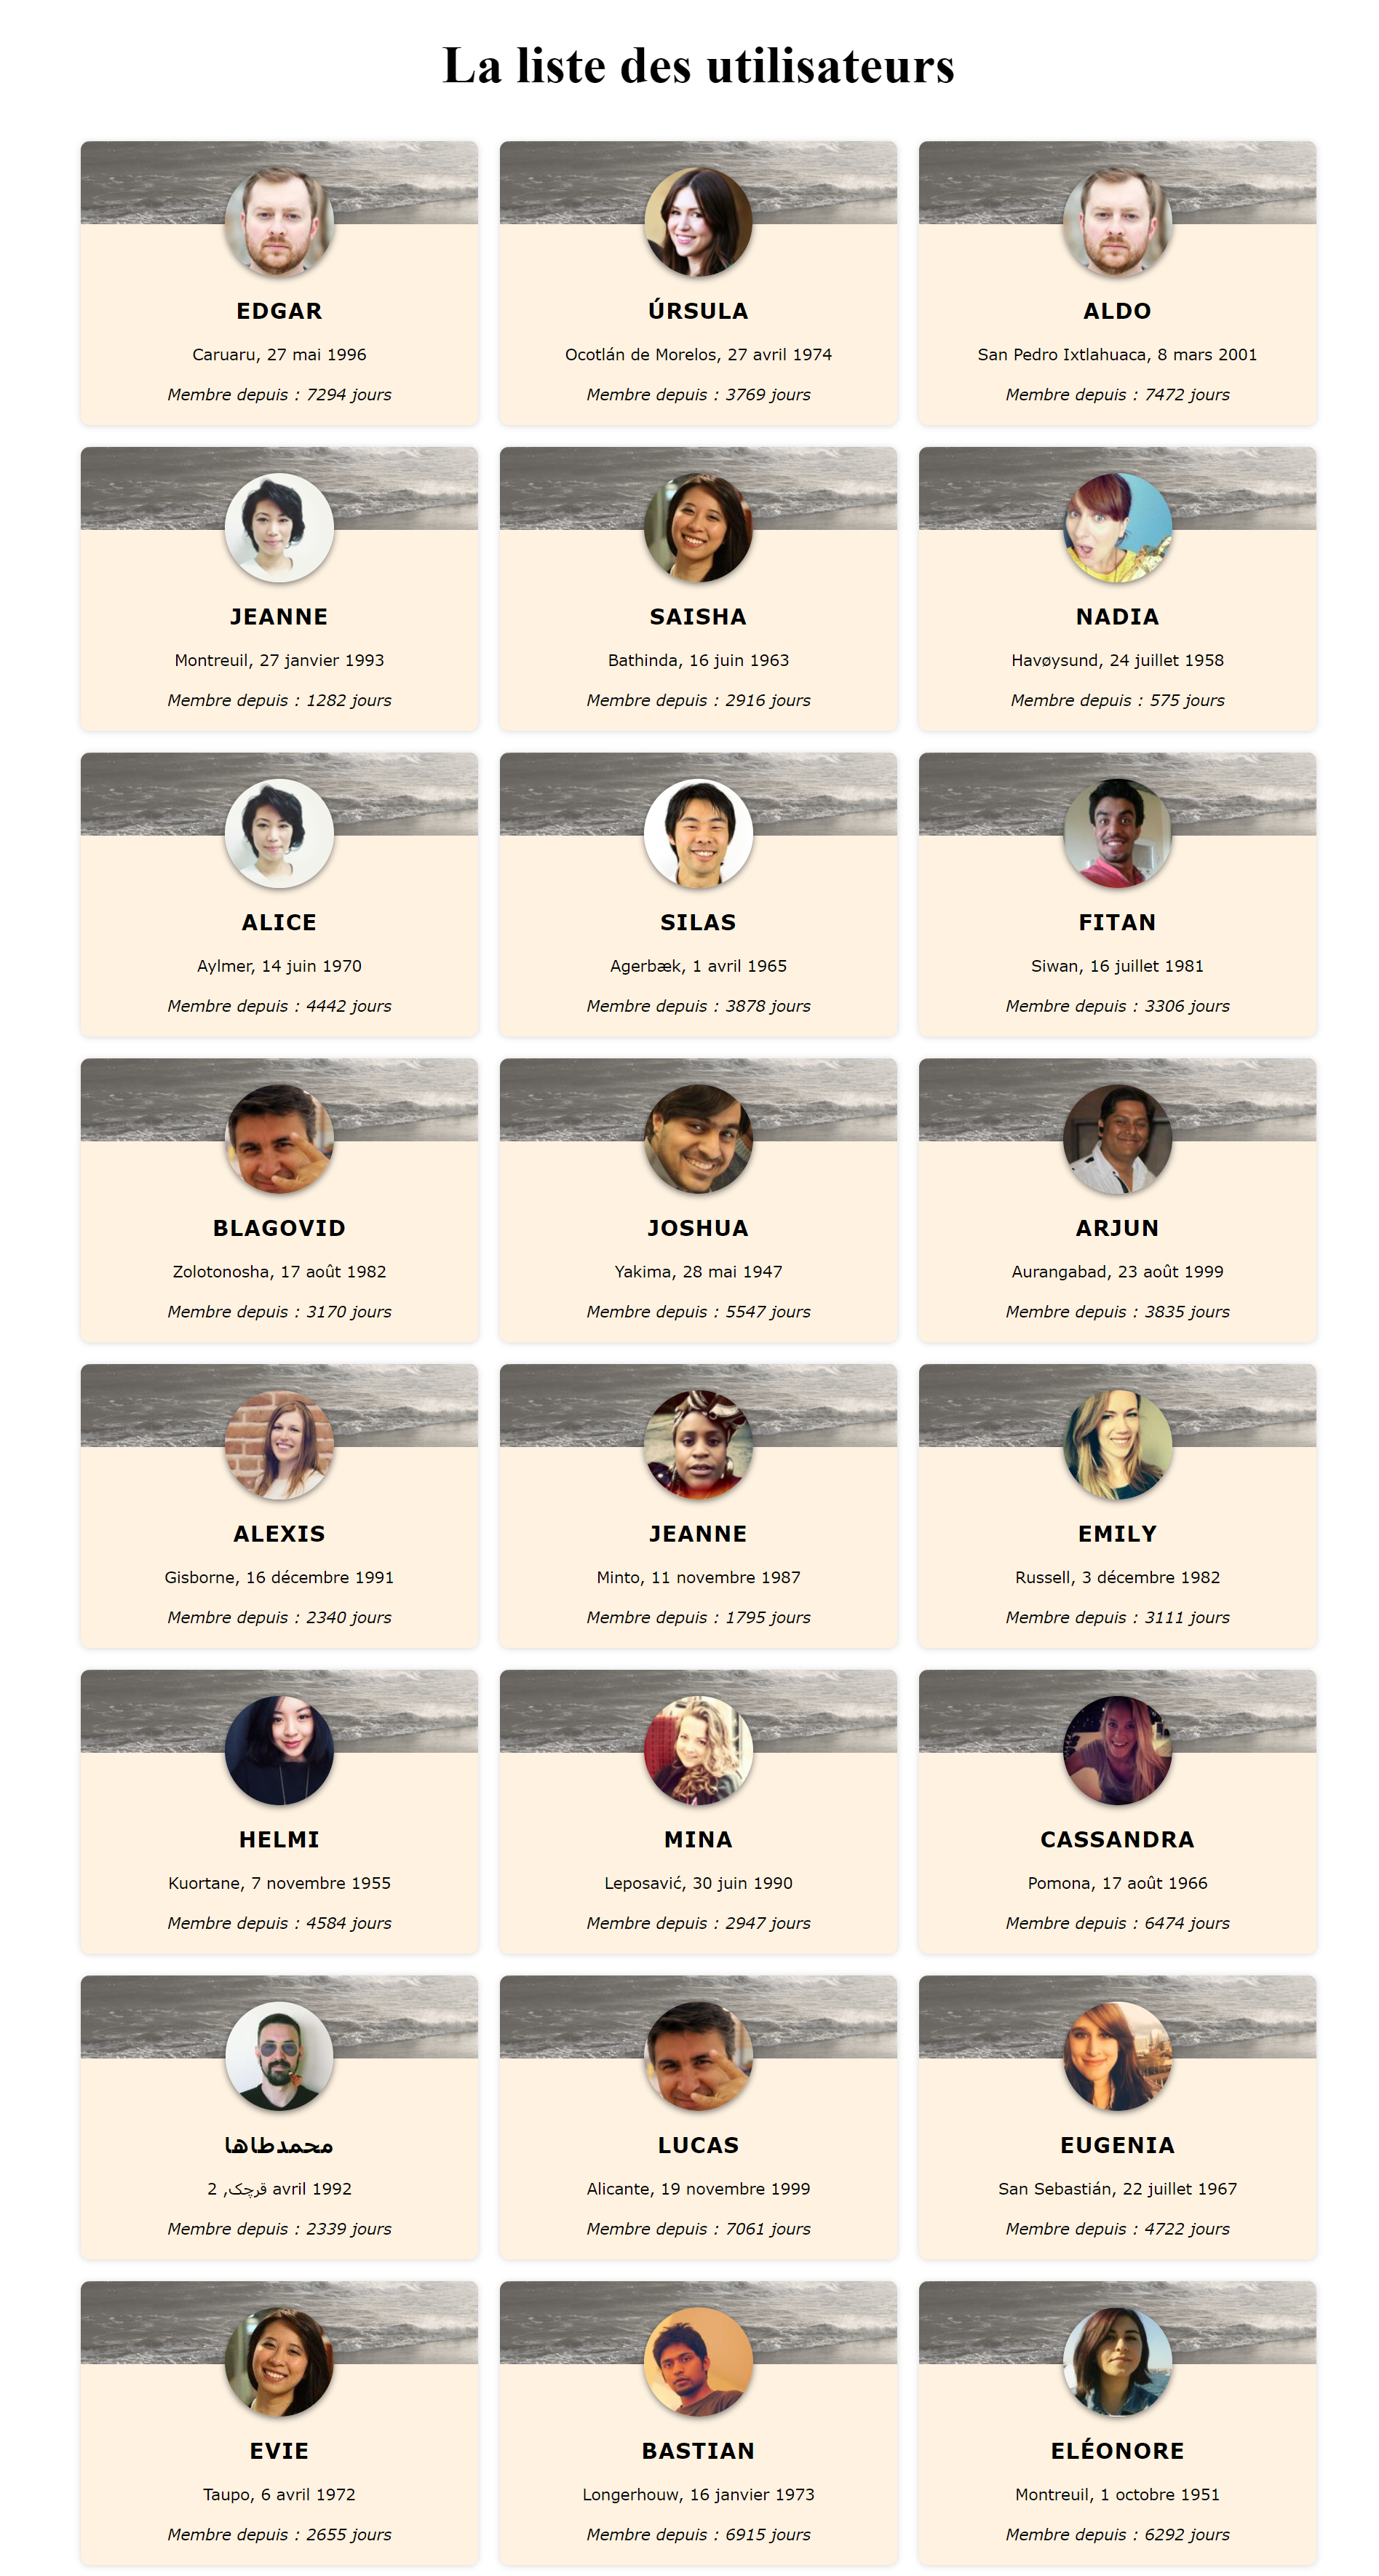 La liste des utilisateurs
EDGAR
Caruaru, 27 mai 1996
Membre depuis : 7294 jours
ÚRSULA
Ocotlán de Morelos, 27 avril 1974
Membre depuis : 3769 jours
ALDO
San Pedro Ixtlahuaca, 8 mars 2001
Membre depuis : 7472 jours
JEANNE
Montreuil, 27 janvier 1993
Membre depuis : 1282 jours
SAISHA
Bathinda, 16 juin 1963
Membre depuis : 2916 jours
NADIA
Havøysund, 24 juillet 1958
Membre depuis : 575 jours
ALICE
Aylmer, 14 juin 1970
Membre depuis : 4442 jours
SILAS
Agerbæk, 1 avril 1965
Membre depuis : 3878 jours
FITAN
Siwan, 16 juillet 1981
Membre depuis : 3306 jours
BLAGOVID
Zolotonosha, 17 août 1982
Membre depuis : 3170 jours
JOSHUA
Yakima, 28 mai 1947
Membre depuis : 5547 jours
ARJUN
Aurangabad, 23 août 1999
Membre depuis : 3835 jours
ALEXIS
Gisborne, 16 décembre 1991
Membre depuis : 2340 jours
JEANNE
Minto, 11 novembre 1987
Membre depuis : 1795 jours
EMILY
Russell, 3 décembre 1982
Membre depuis : 3111 jours
HELMI
Kuortane, 7 novembre 1955
Membre depuis : 4584 jours
MINA
Leposavić, 30 juin 1990
Membre depuis : 2947 jours
CASSANDRA
Pomona, 17 août 1966
Membre depuis : 6474 jours
محمدطاها
قرچک, 2 avril 1992
Membre depuis : 2339 jours
LUCAS
Alicante, 19 novembre 1999
Membre depuis : 7061 jours
EUGENIA
San Sebastián, 22 juillet 1967
Membre depuis : 4722 jours
EVIE
Taupo, 6 avril 1972
Membre depuis : 2655 jours
BASTIAN
Longerhouw, 16 janvier 1973
Membre depuis : 6915 jours
ELÉONORE
Montreuil, 1 octobre 1951
Membre depuis : 6292 jours